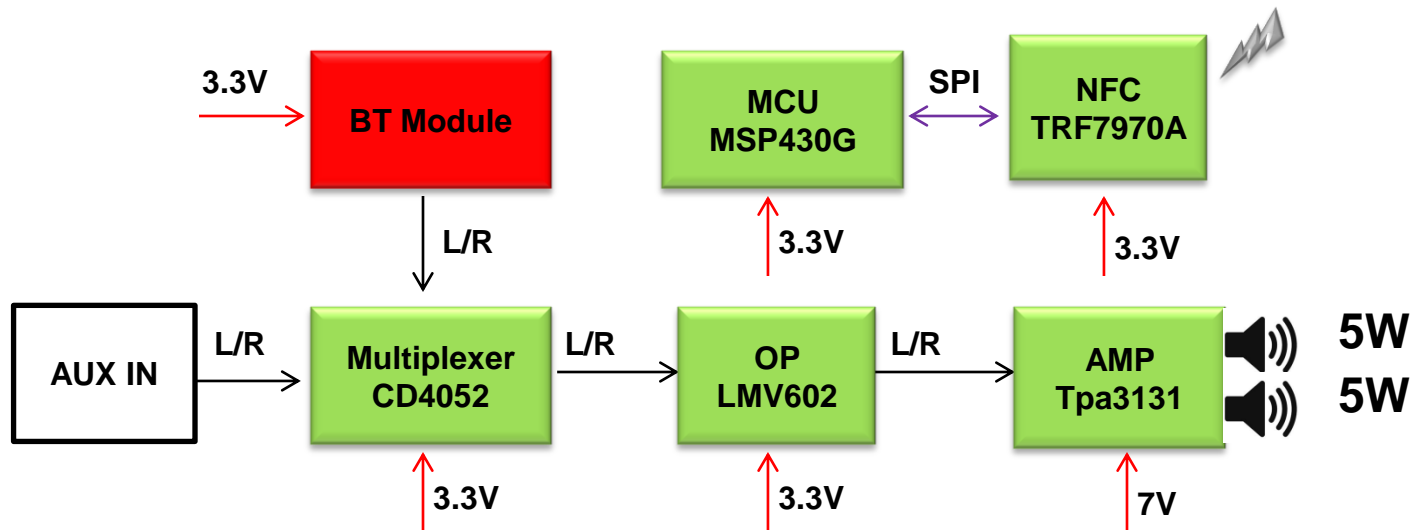 3.3V
BT Module
MCU
MSP430G
SPI
NFC
TRF7970A
L/R
3.3V
3.3V
AUX IN
L/R
Multiplexer
CD4052
L/R
OP
LMV602
L/R
AMP
Tpa3131
5W
5W
3.3V
3.3V
7V